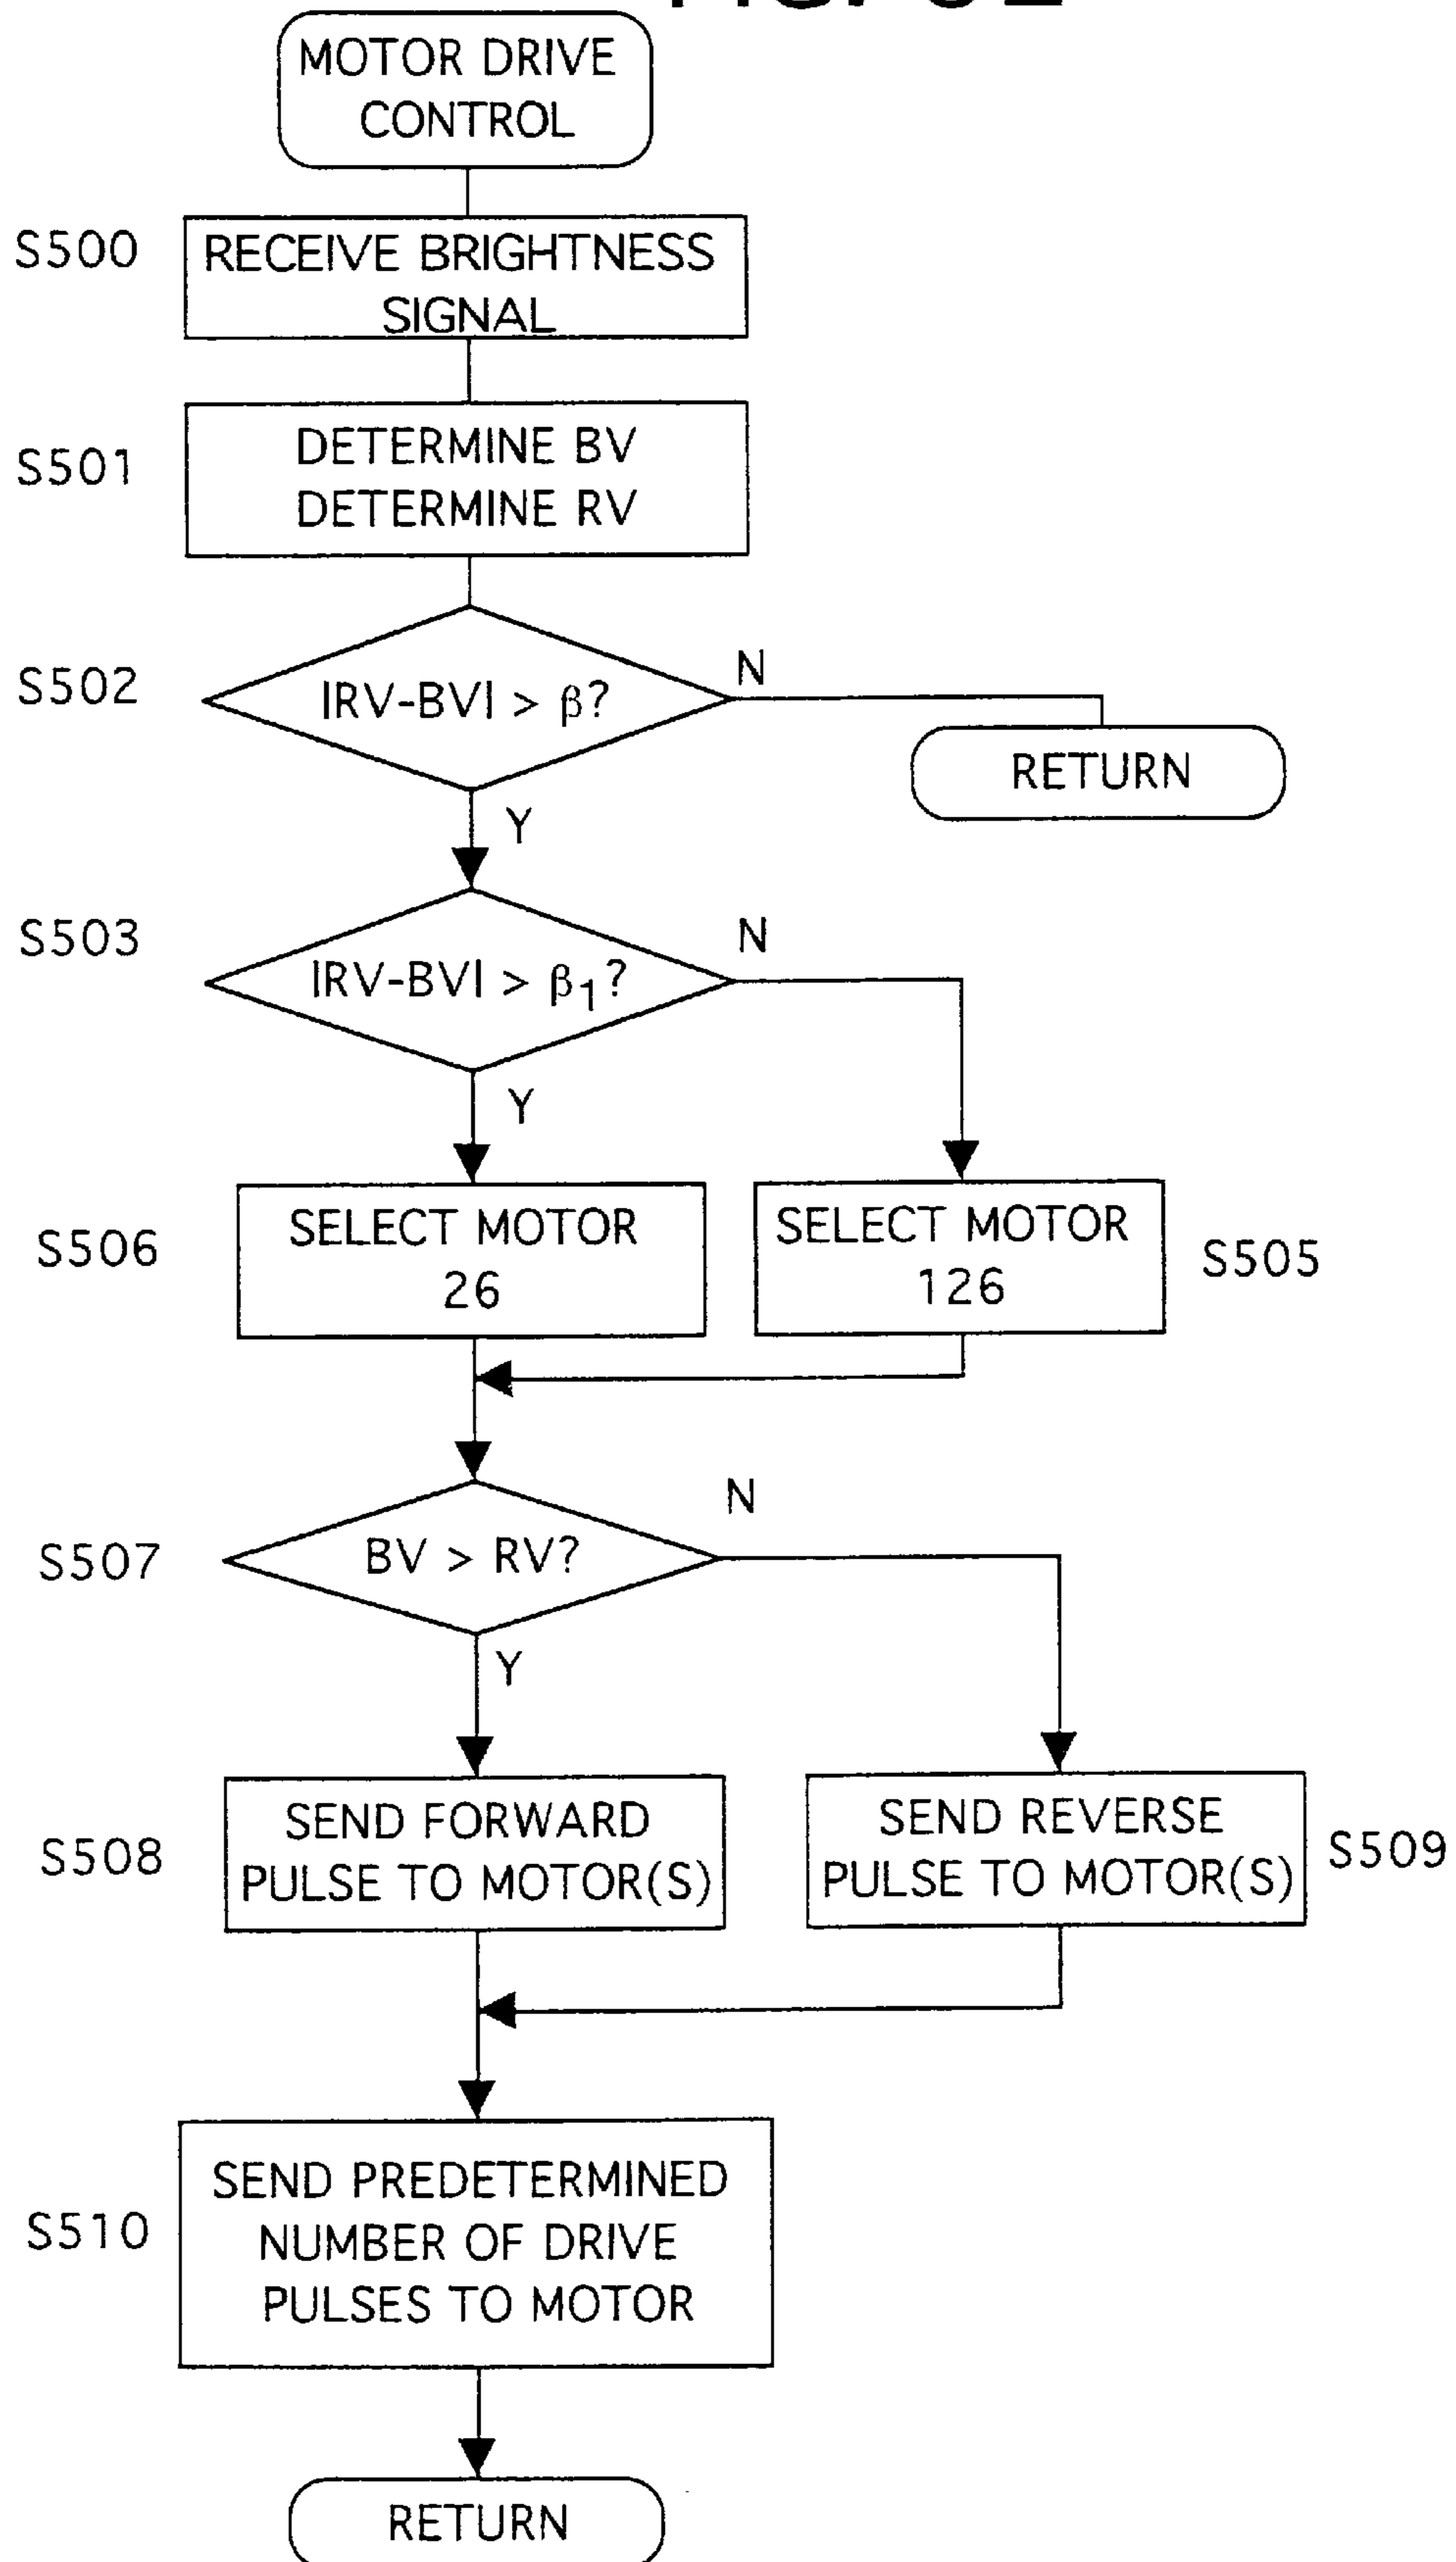 MOTOR DRIVE
CONTROL
S500
RECEIVE BRIGHTNESS
SIGNAL
S501
DETERMINE BV
DETERMINE RV
S502
|RV-BV| > β?
N
RETURN
Y
S503
|RV-BV| > β1?
N
Y
S506
SELECT MOTOR
26
SELECT MOTOR
126
S505
S507
BV > RV?
N
Y
S508
SEND FORWARD
PULSE TO MOTOR(S)
SEND REVERSE
PULSE TO MOTOR(S)
S509
S510
SEND PREDETERMINED
NUMBER OF DRIVE
PULSES TO MOTOR
RETURN